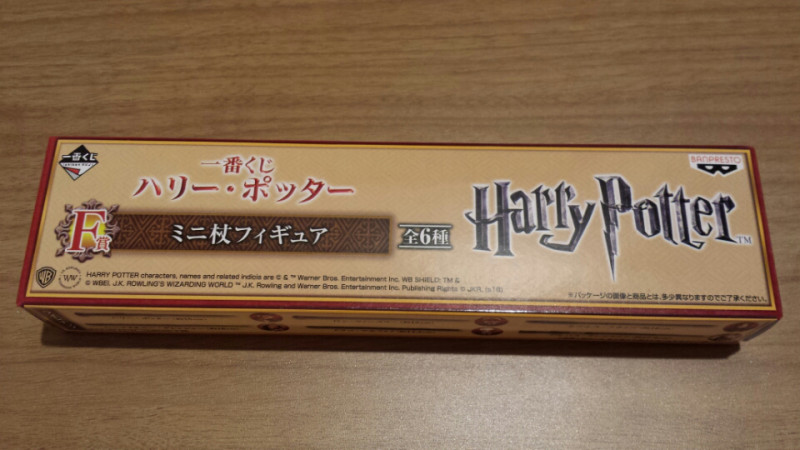 一番くじ
一番くじ
ハリー・ポッター
F賞
ミニ杖フィギュア
全6種
Harry Potter™
BANPRESTO
WB
WW
HARRY POTTER characters, names and related indicia are © & ™ Warner Bros. Entertainment Inc. WB SHIELD: TM &
© WBEI. J.K. ROWLING'S WIZARDING WORLD ™ J.K. Rowling and Warner Bros. Entertainment Inc. Publishing Rights © JKR. (s16)
※パッケージの画像と商品とは、多少異なりますのでご了承ください。